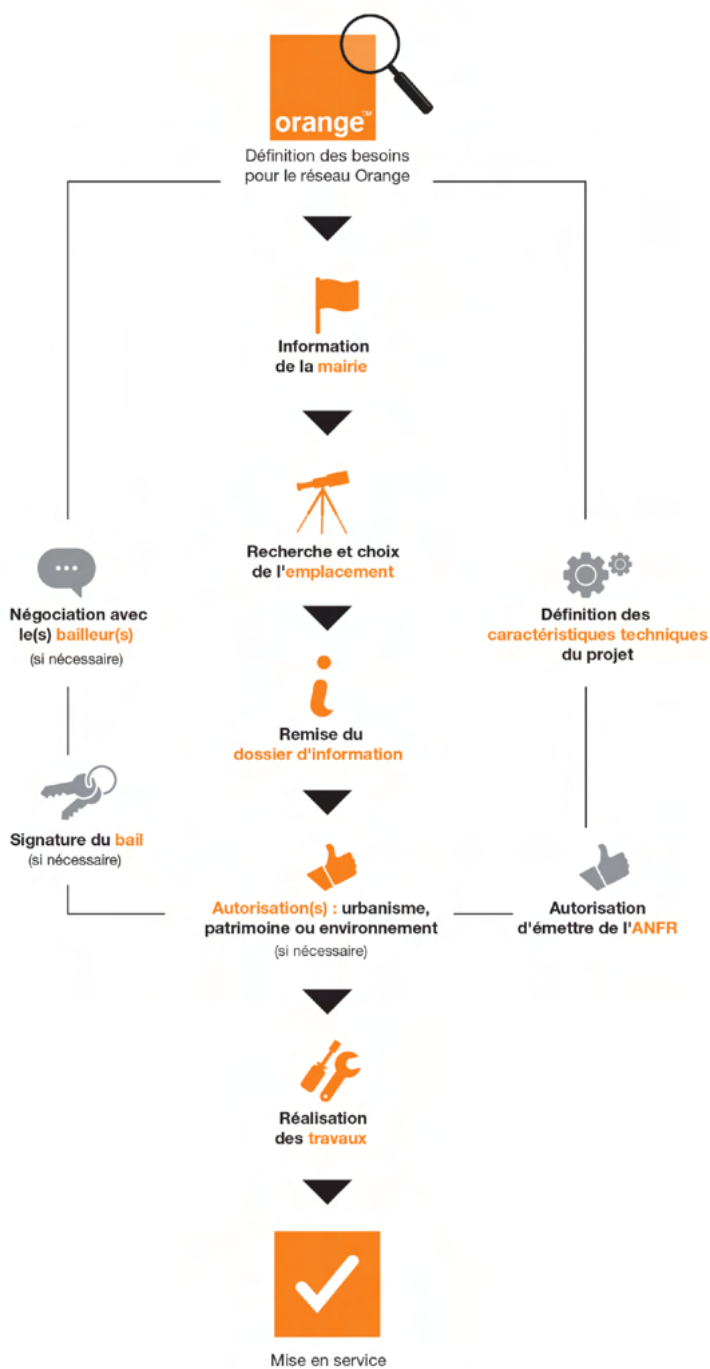 orange™
Définition des besoins
pour le réseau Orange
Information
de la mairie
Recherche et choix
de l'emplacement
Négociation avec
le(s) bailleur(s)
(si nécessaire)
Définition des
caractéristiques techniques
du projet
Remise du
dossier d'information
Signature du bail
(si nécessaire)
Autorisation(s) : urbanisme,
patrimoine ou environnement
(si nécessaire)
Autorisation
d'émettre de l'ANFR
Réalisation
des travaux
Mise en service